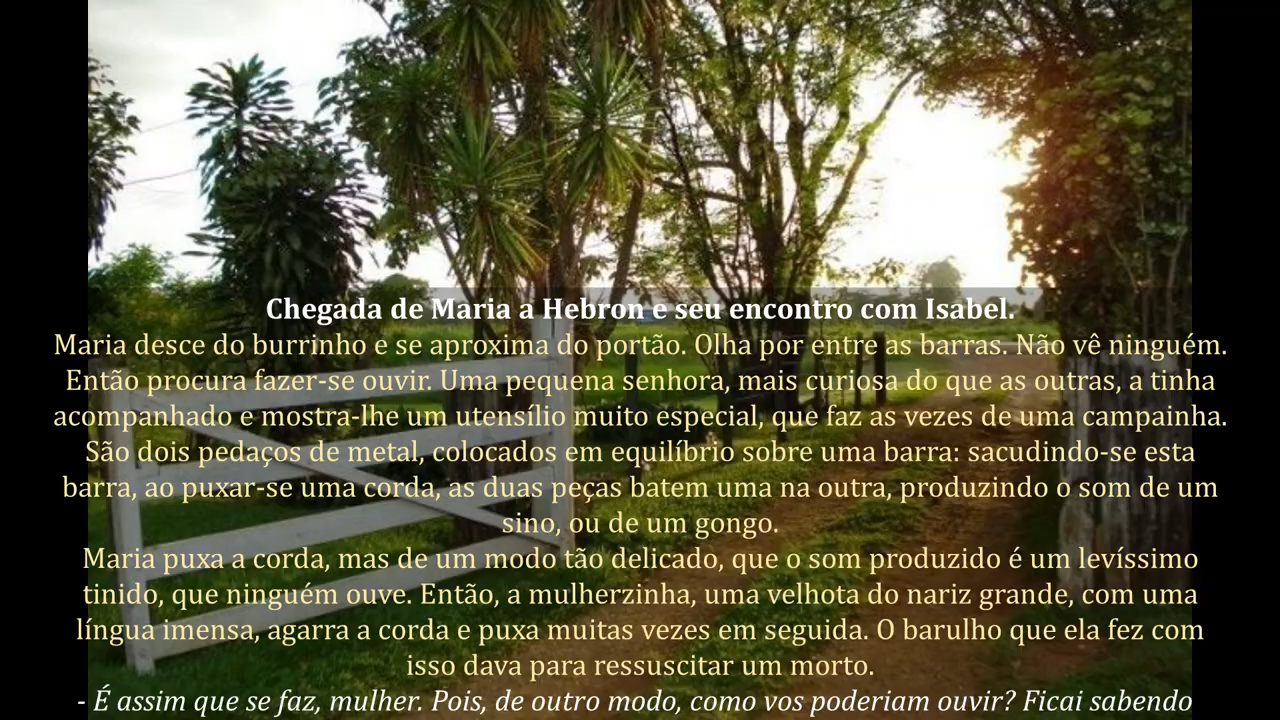 Chegada de Maria a Hebron e seu encontro com Isabel.
Maria desce do burrinho e se aproxima do portão. Olha por entre as barras. Não vê ninguém.
Então procura fazer-se ouvir. Uma pequena senhora, mais curiosa do que as outras, a tinha
acompanhado e mostra-lhe um utensílio muito especial, que faz as vezes de uma campainha.
São dois pedaços de metal, colocados em equilíbrio sobre uma barra: sacudindo-se esta
barra, ao puxar-se uma corda, as duas peças batem uma na outra, produzindo o som de um
sino, ou de um gongo.
Maria puxa a corda, mas de um modo tão delicado, que o som produzido é um levíssimo
tinido, que ninguém ouve. Então, a mulherzinha, uma velhota do nariz grande, com uma
língua imensa, agarra a corda e puxa muitas vezes em seguida. O barulho que ela fez com
isso dava para ressuscitar um morto.
- É assim que se faz, mulher. Pois, de outro modo, como vos poderiam ouvir? Ficai sabendo